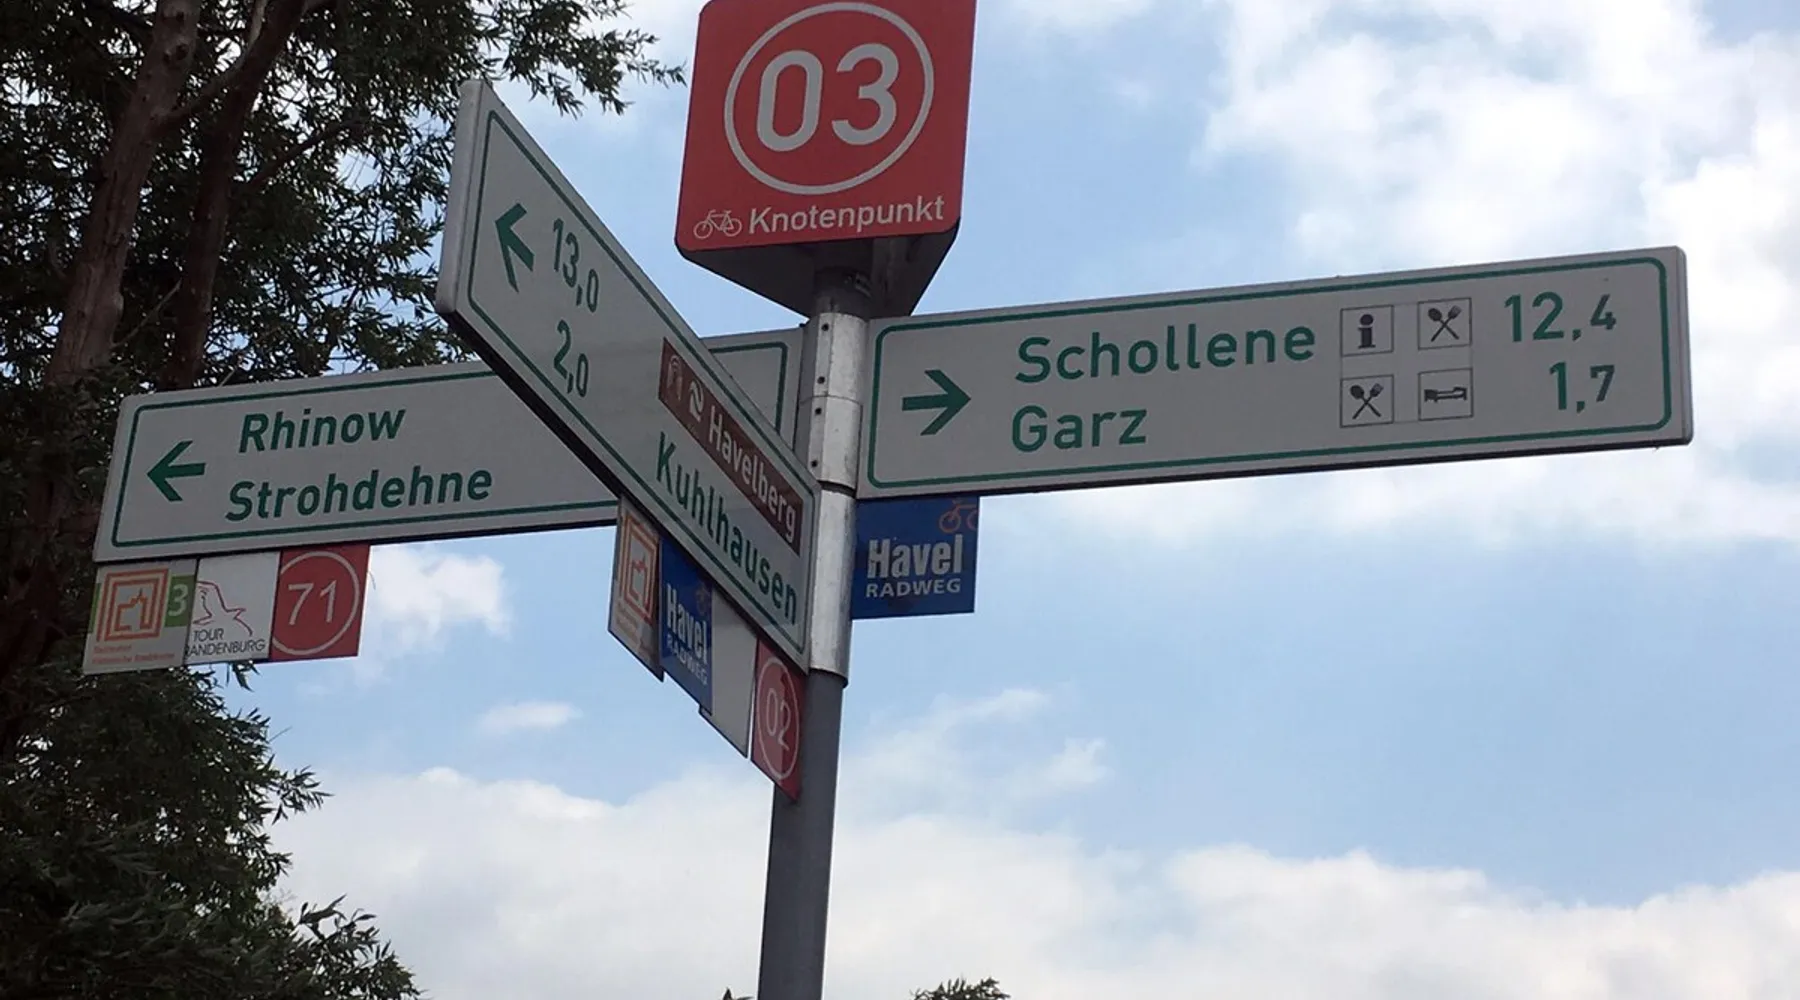 03
Knotenpunkt
13,0
2,0
Havelberg
Kuhlhausen
Schollene 12,4
Garz 1,7
Rhinow
Strohdehne
3
TOUR
RANDENBURG
71
Havel
RADWEG
02
Havel
RADWEG